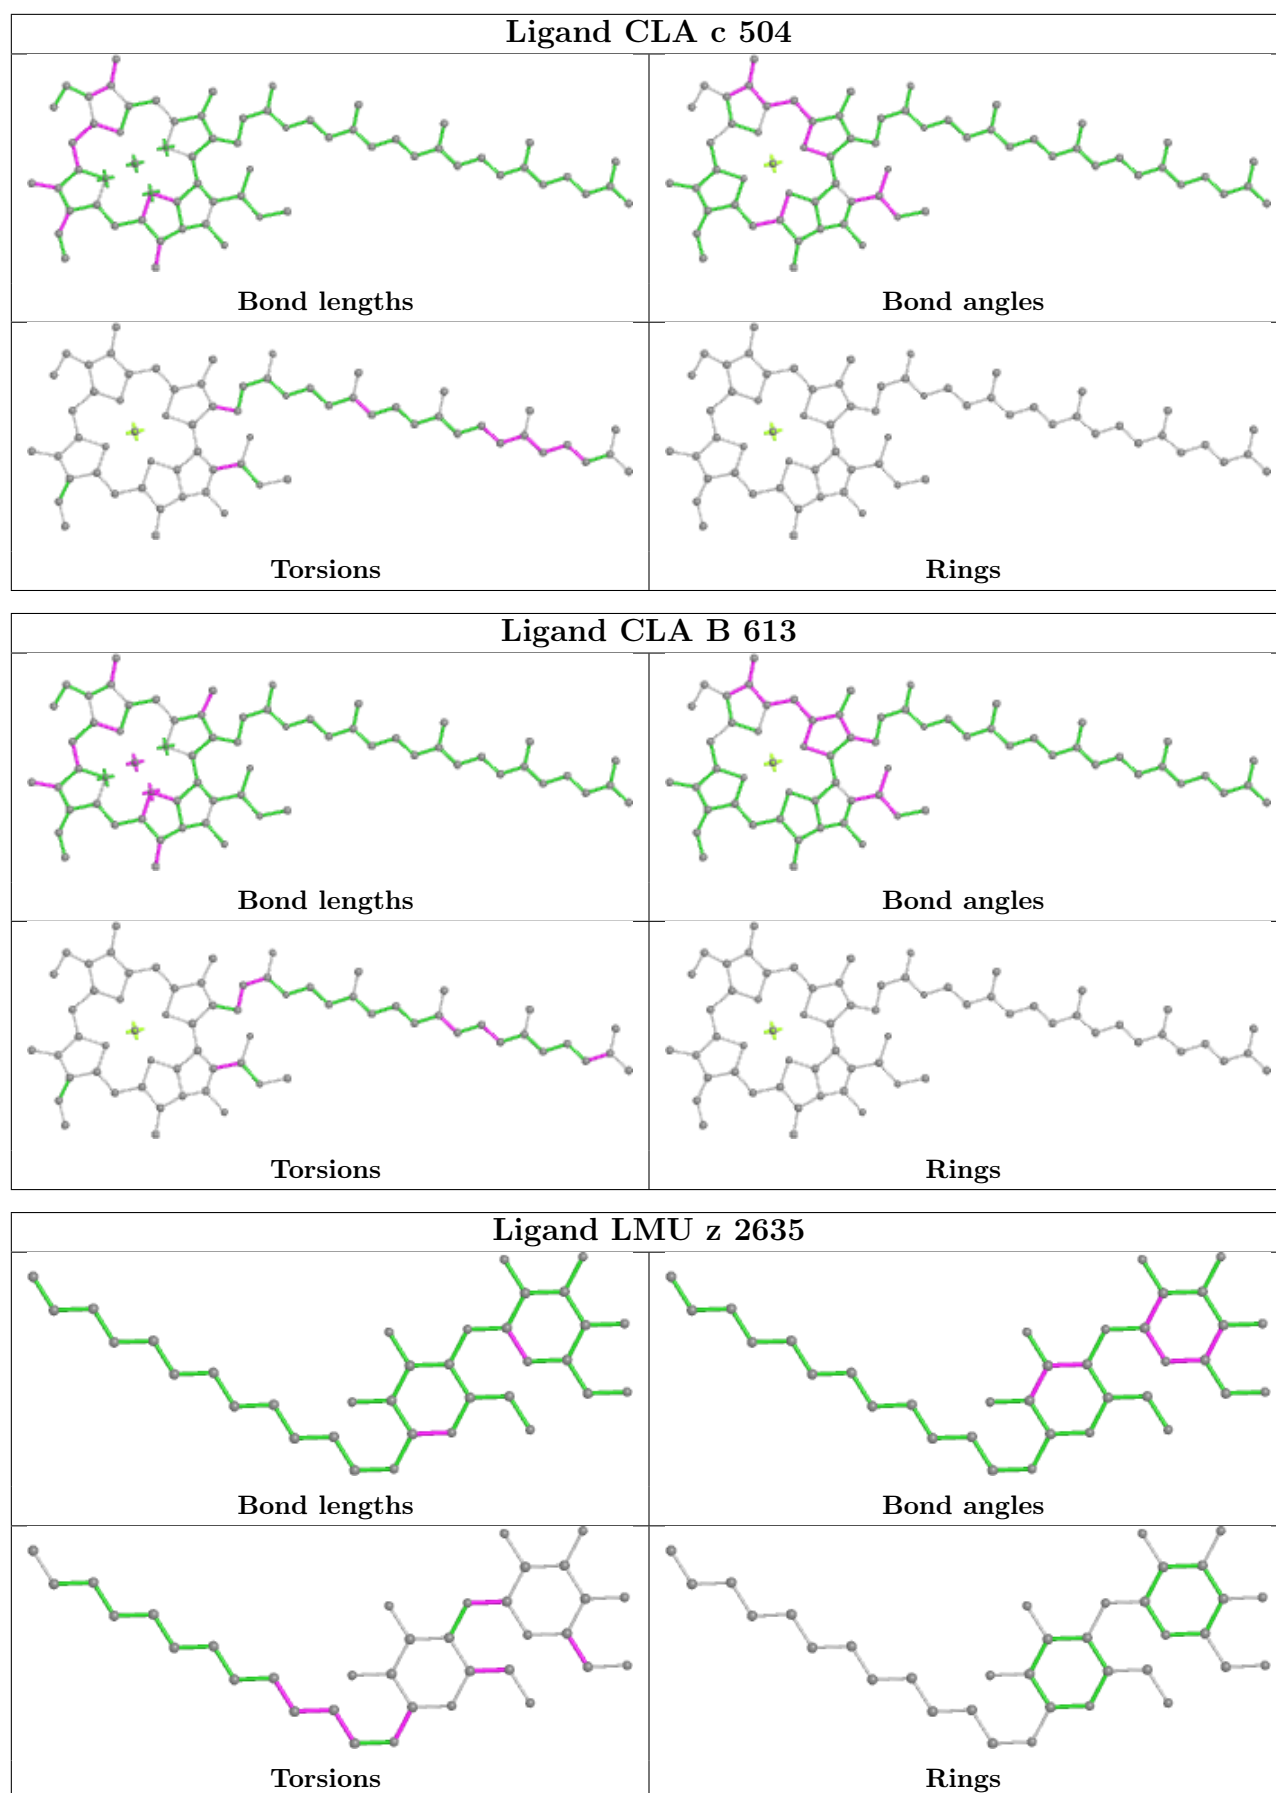 Ligand CLA c 504
Bond lengths
Bond angles
Torsions
Rings
Ligand CLA B 613
Bond lengths
Bond angles
Torsions
Rings
Ligand LMU z 2635
Bond lengths
Bond angles
Torsions
Rings